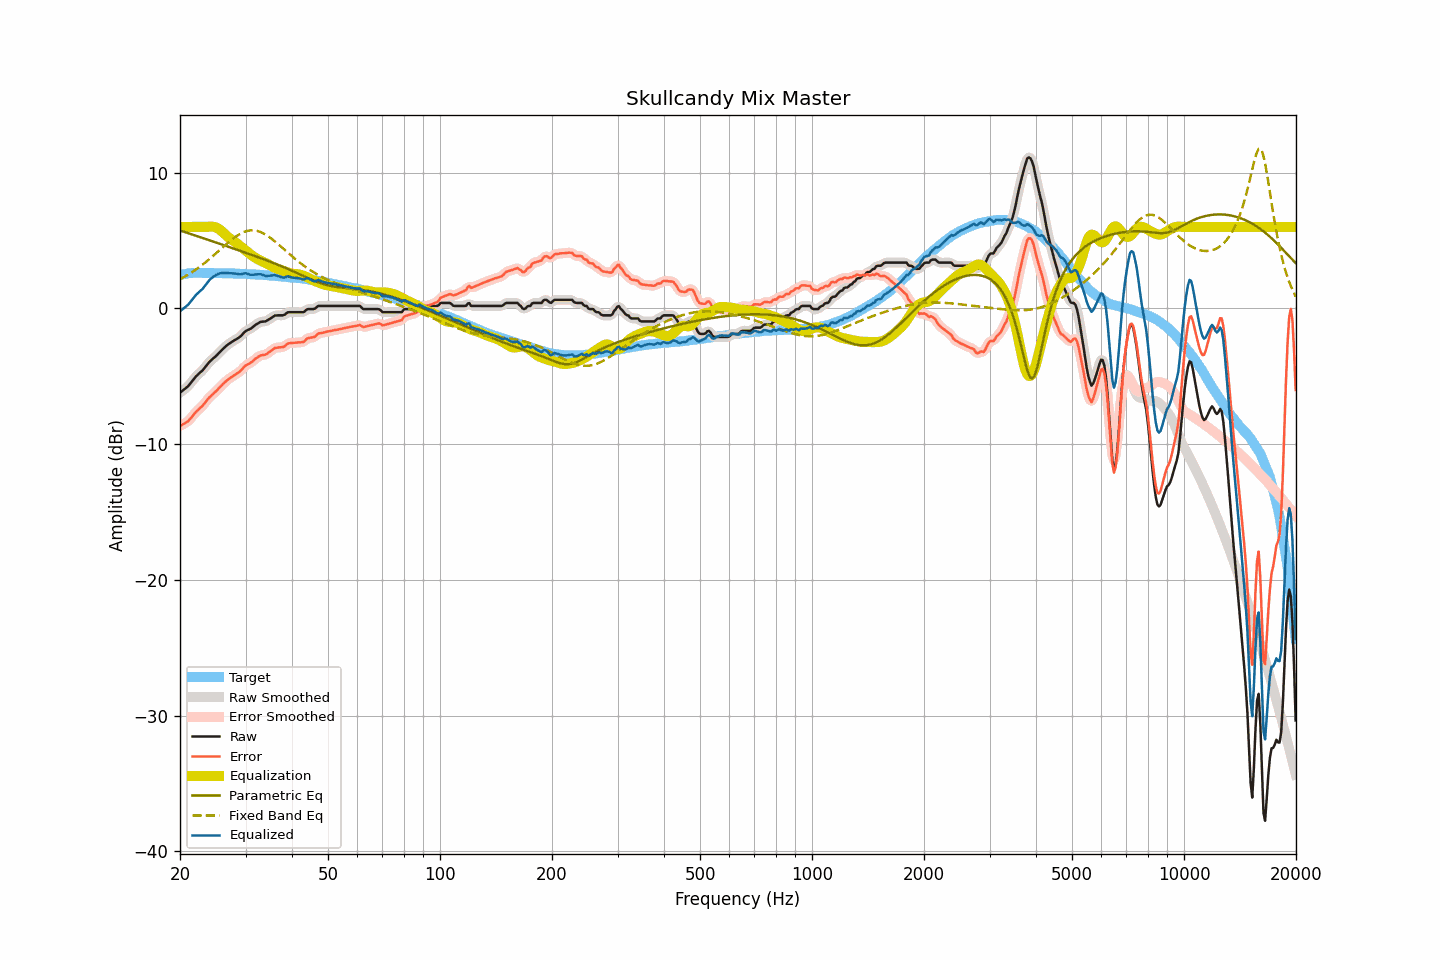 Skullcandy Mix Master
Amplitude (dBr)
10
0
−10
−20
−30
−40
Target
Raw Smoothed
Error Smoothed
Raw
Error
Equalization
Parametric Eq
Fixed Band Eq
Equalized
20 50 100 200 500 1000 2000 5000 10000 20000
Frequency (Hz)